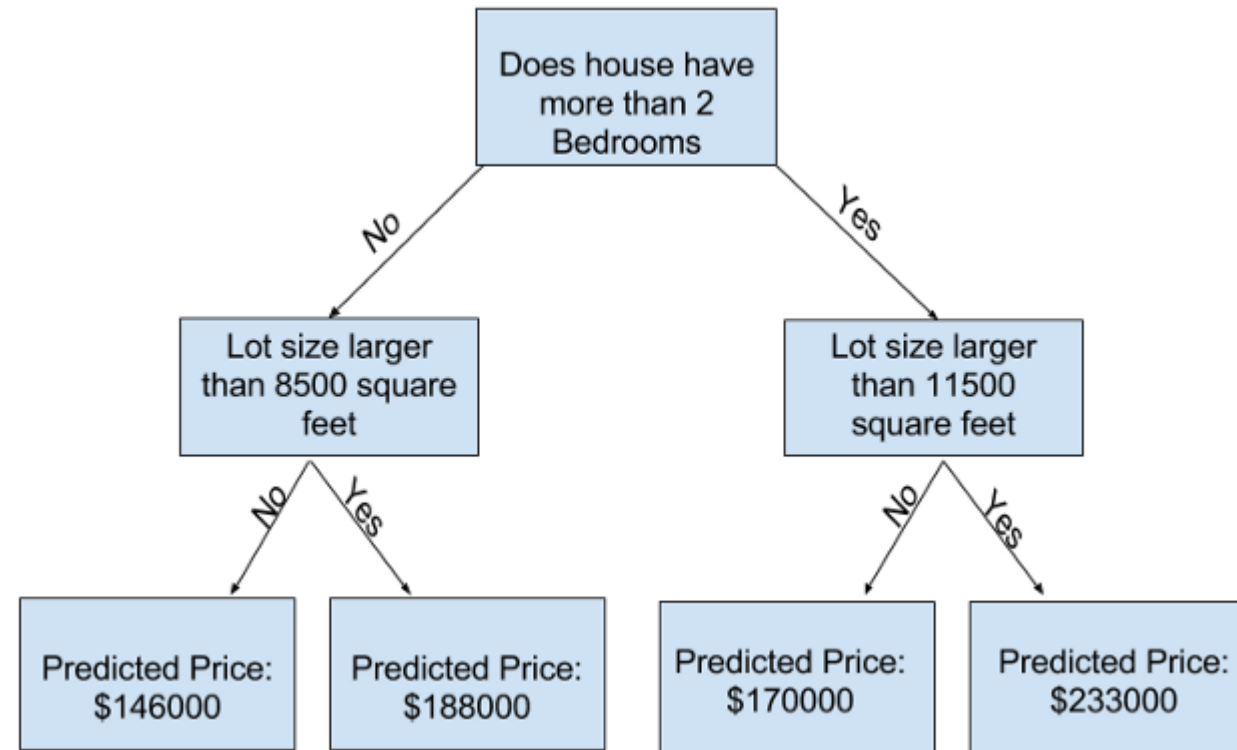 Does house have
more than 2
Bedrooms
No
Yes
Lot size larger
than 8500 square
feet
Lot size larger
than 11500
square feet
No
Yes
No
Yes
Predicted Price:
$146000
Predicted Price:
$188000
Predicted Price:
$170000
Predicted Price:
$233000